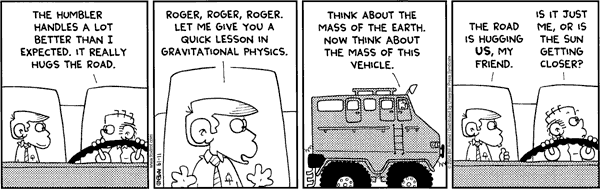 THE HUMBLER
HANDLES A LOT
BETTER THAN I
EXPECTED. IT REALLY
HUGS THE ROAD.
ROGER, ROGER, ROGER.
LET ME GIVE YOU A
QUICK LESSON IN
GRAVITATIONAL PHYSICS.
THINK ABOUT THE
MASS OF THE EARTH.
NOW THINK ABOUT
THE MASS OF THIS
VEHICLE.
THE ROAD
IS HUGGING
US, MY
FRIEND.
IS IT JUST
ME, OR IS
THE SUN
GETTING
CLOSER?